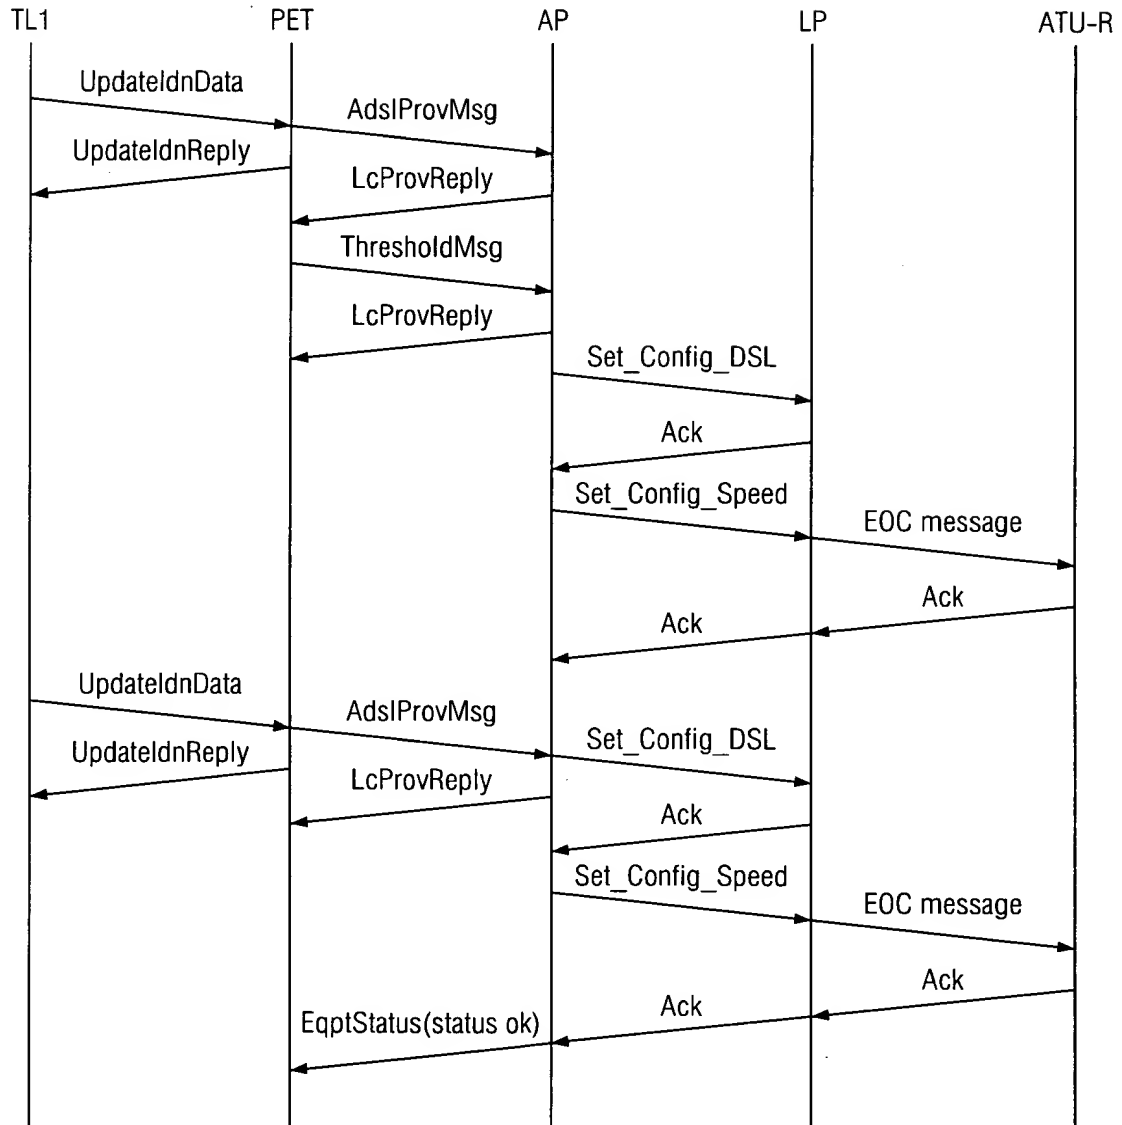 TL1 PET AP LP ATU-R
UpdateIdnData
AdslProvMsg
UpdateIdnReply
LcProvReply
ThresholdMsg
LcProvReply
Set_Config_DSL
Ack
Set_Config_Speed
EOC message
Ack
Ack
UpdateIdnData
AdslProvMsg
Set_Config_DSL
UpdateIdnReply
LcProvReply
Ack
Set_Config_Speed
EOC message
Ack
Ack
EqptStatus(status ok)